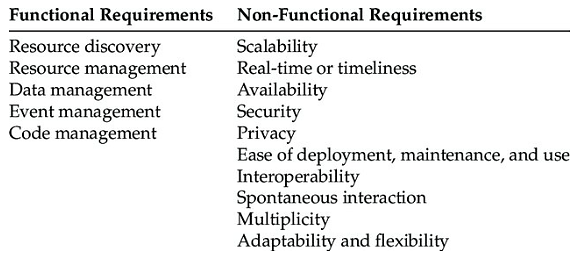 Functional Requirements Non-Functional Requirements
Resource discovery Scalability
Resource management Real-time or timeliness
Data management Availability
Event management Security
Code management Privacy
Ease of deployment, maintenance, and use
Interoperability
Spontaneous interaction
Multiplicity
Adaptability and flexibility